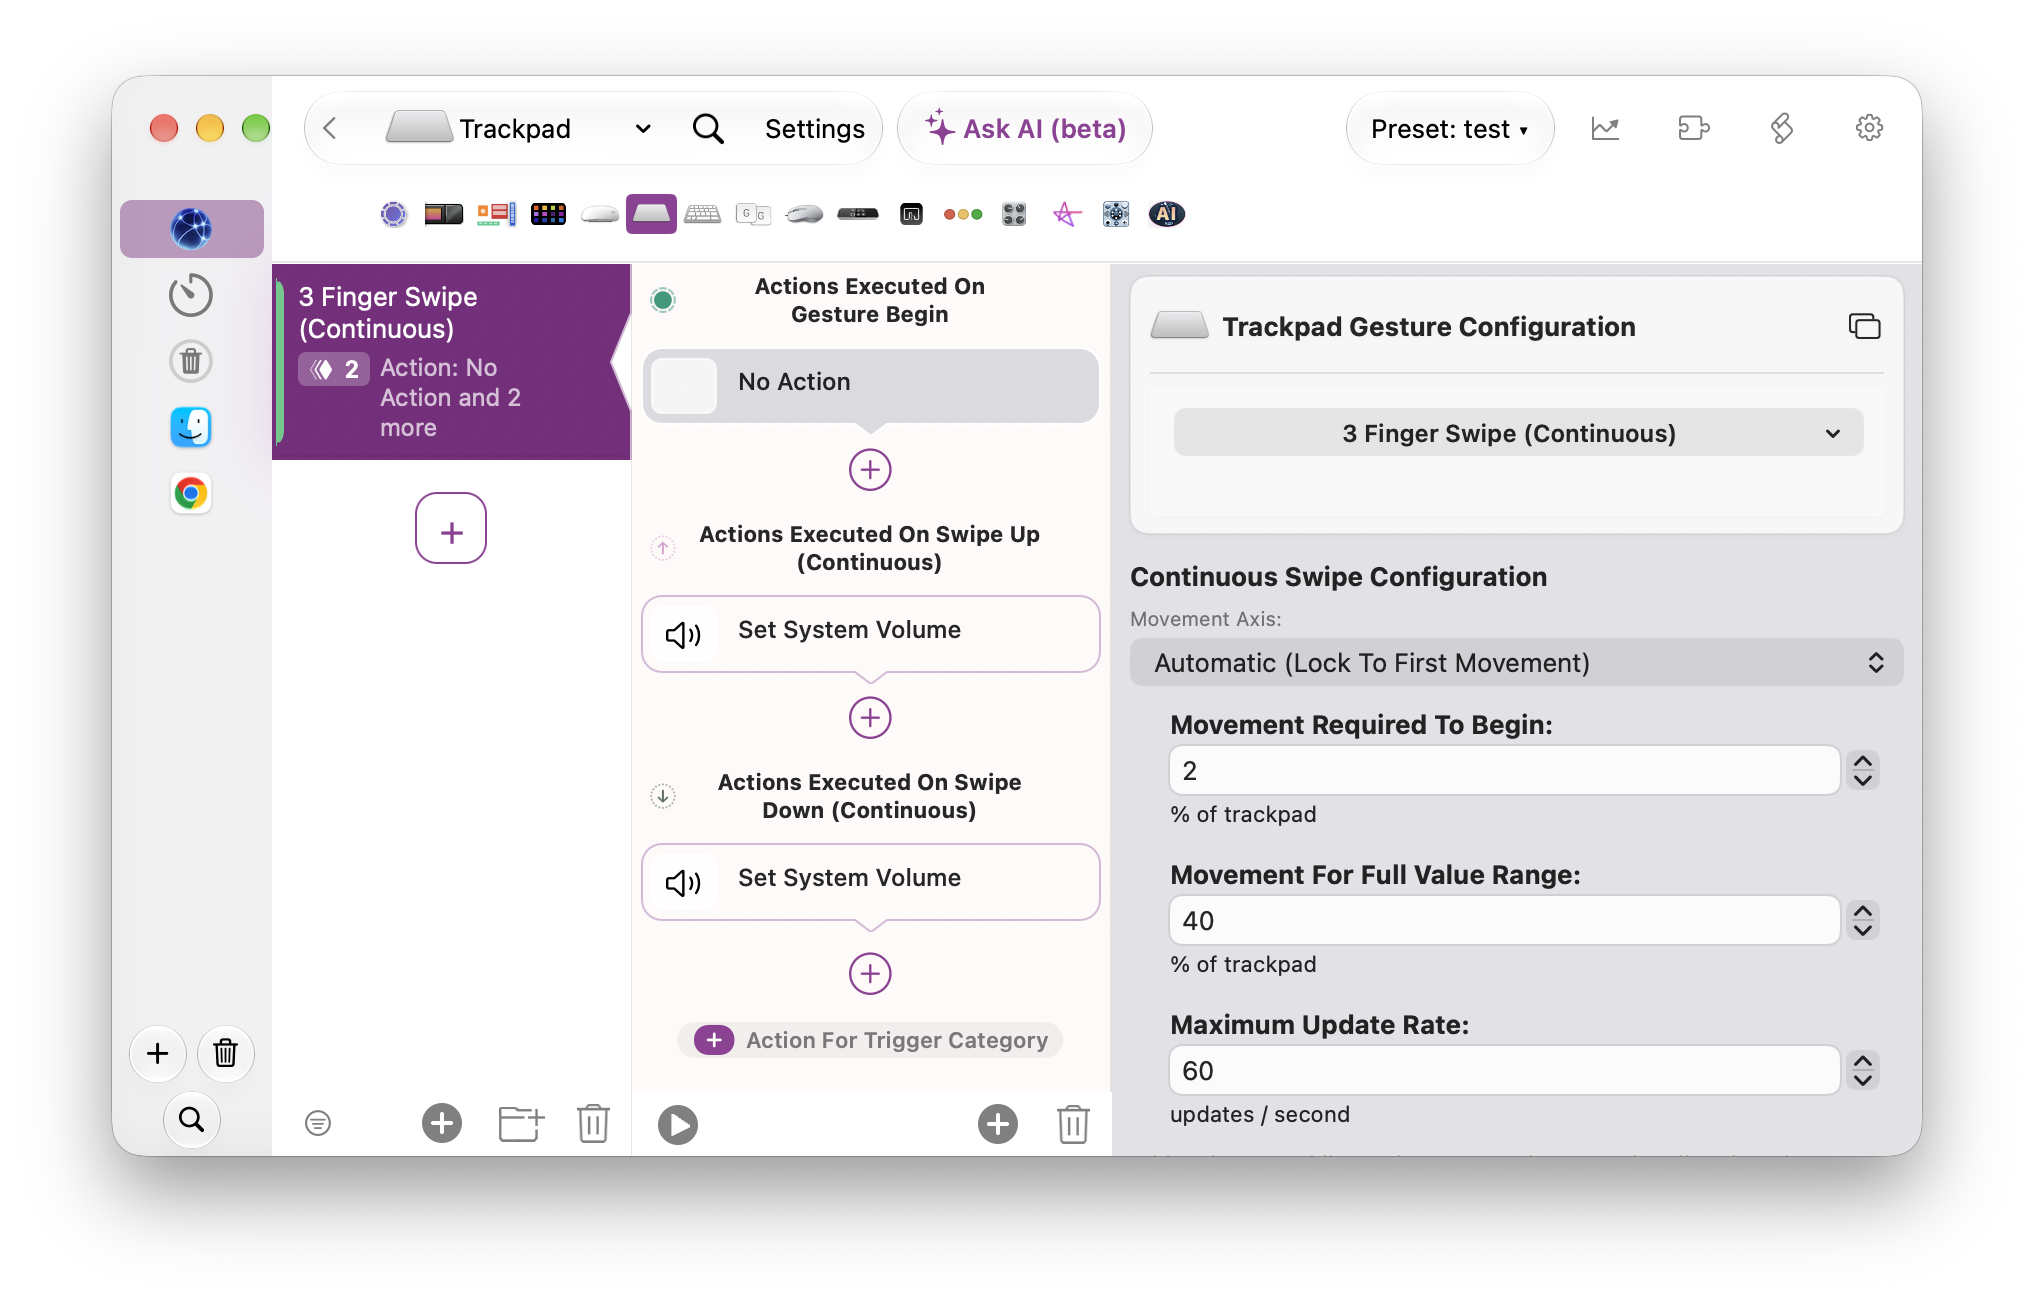 Trackpad
Settings
Ask AI (beta)
Preset: test ▾
G G
AI
3 Finger Swipe
(Continuous)
2
Action: No
Action and 2
more
+
Actions Executed On
Gesture Begin
No Action
Actions Executed On Swipe Up
(Continuous)
Set System Volume
Actions Executed On Swipe
Down (Continuous)
Set System Volume
Action For Trigger Category
Trackpad Gesture Configuration
3 Finger Swipe (Continuous)
Continuous Swipe Configuration
Movement Axis:
Automatic (Lock To First Movement)
Movement Required To Begin:
2
% of trackpad
Movement For Full Value Range:
40
% of trackpad
Maximum Update Rate:
60
updates / second